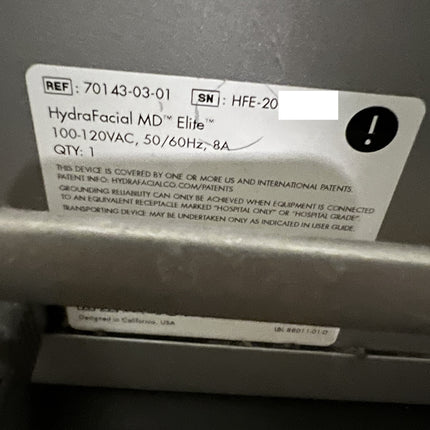 REF : 70143-03-01 SN : HFE-20
HydraFacial MD™ Elite™
100-120VAC, 50/60Hz, 8A
QTY: 1
THIS DEVICE IS COVERED BY ONE OR MORE US AND INTERNATIONAL PATENTS.
PATENT INFO: HYDRAFACIALCO.COM/PATENTS
GROUNDING RELIABILITY CAN ONLY BE ACHIEVED WHEN EQUIPMENT IS CONNECTED
TO AN EQUIVALENT RECEPTACLE MARKED "HOSPITAL ONLY" OR "HOSPITAL GRADE"
TRANSPORTING DEVICE MAY BE UNDERTAKEN ONLY AS INDICATED IN USER GUIDE.
Designed in California, USA